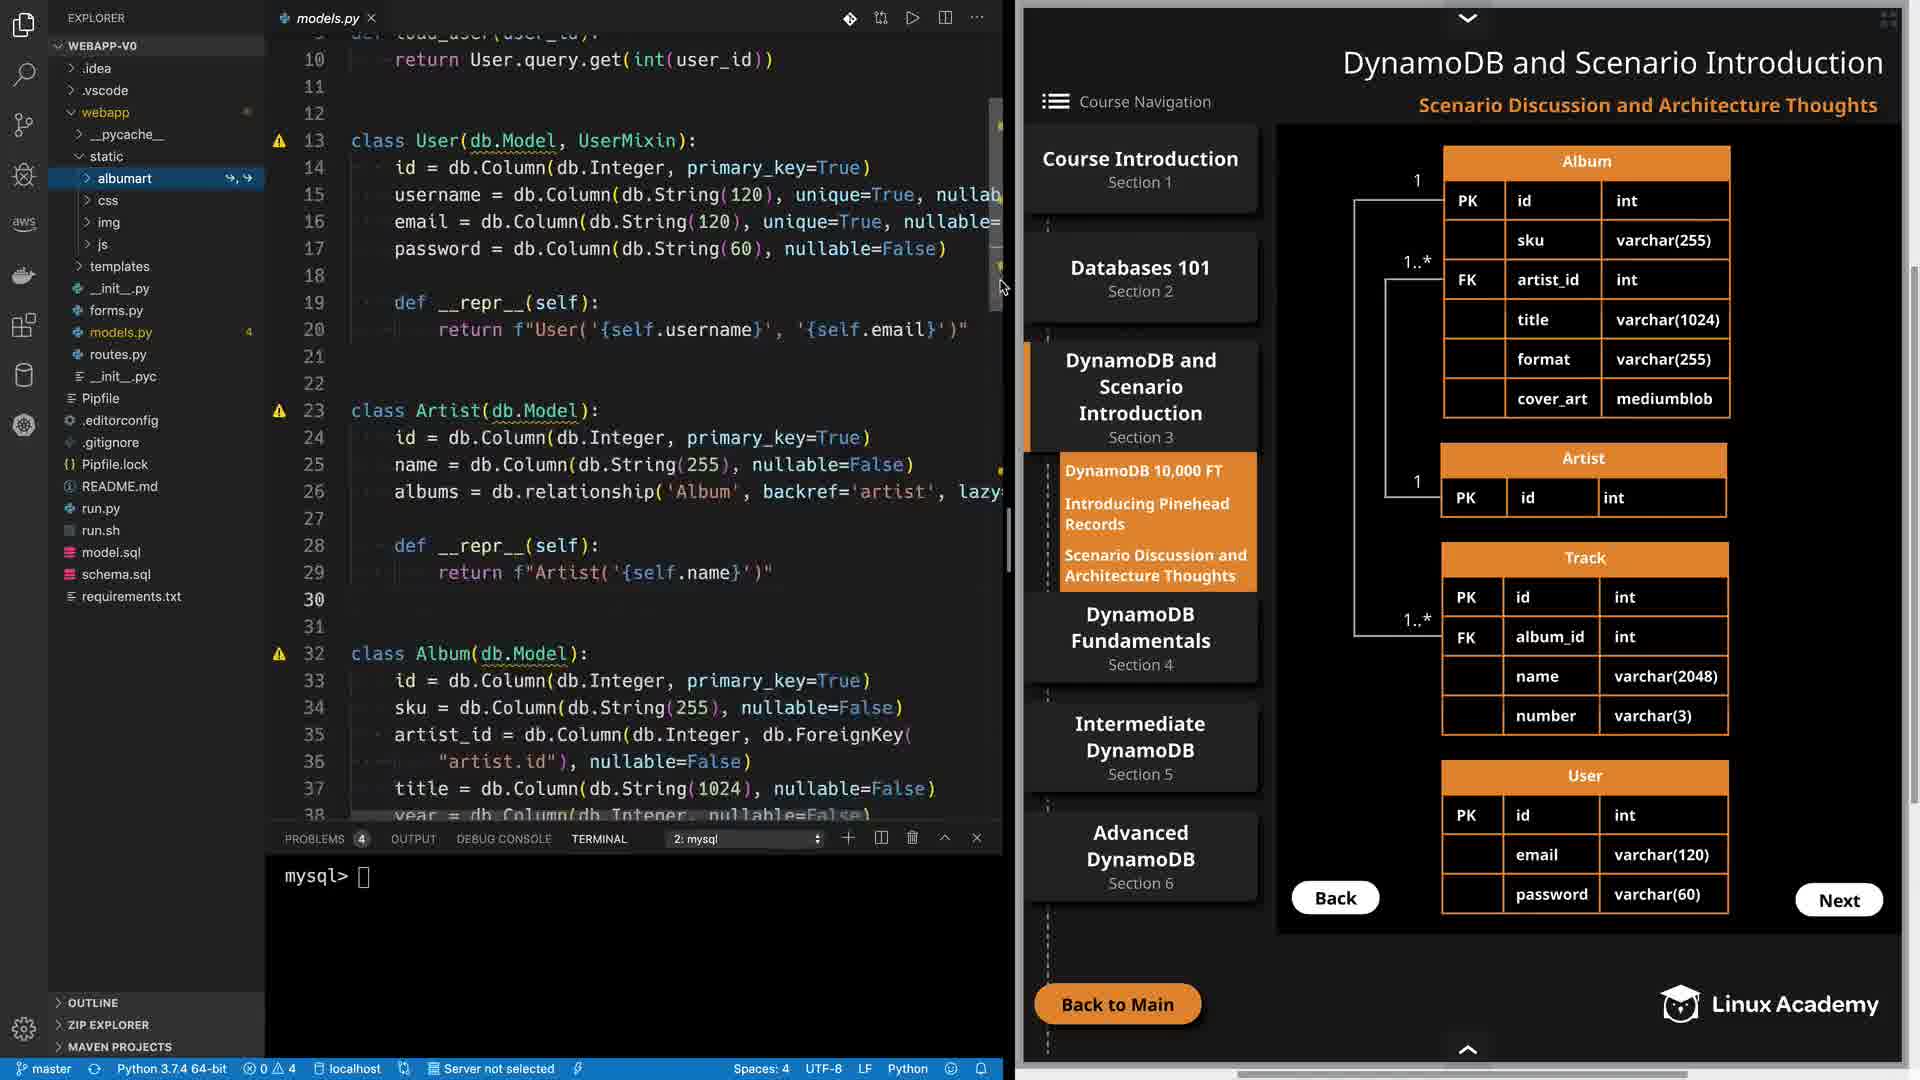 EXPLORER
WEBAPP-V0
.idea
.vscode
webapp
__pycache__
static
albumart
css
img
js
templates
__init__.py
forms.py
models.py 4
routes.py
__init__.pyc
Pipfile
.editorconfig
.gitignore
Pipfile.lock
README.md
run.py
run.sh
model.sql
schema.sql
requirements.txt
OUTLINE
ZIP EXPLORER
MAVEN PROJECTS
aws
models.py
9 def load_user(user_id):
10 return User.query.get(int(user_id))
11
12
13 class User(db.Model, UserMixin):
14 id = db.Column(db.Integer, primary_key=True)
15 username = db.Column(db.String(120), unique=True, nullab
16 email = db.Column(db.String(120), unique=True, nullable=
17 password = db.Column(db.String(60), nullable=False)
18
19 def __repr__(self):
20 return f"User('{self.username}', '{self.email}')"
21
22
23 class Artist(db.Model):
24 id = db.Column(db.Integer, primary_key=True)
25 name = db.Column(db.String(255), nullable=False)
26 albums = db.relationship('Album', backref='artist', lazy
27
28 def __repr__(self):
29 return f"Artist('{self.name}')"
30
31
32 class Album(db.Model):
33 id = db.Column(db.Integer, primary_key=True)
34 sku = db.Column(db.String(255), nullable=False)
35 artist_id = db.Column(db.Integer, db.ForeignKey(
36 "artist.id"), nullable=False)
37 title = db.Column(db.String(1024), nullable=False)
38 year = db.Column(db.Integer, nullable=False)
PROBLEMS 4 OUTPUT DEBUG CONSOLE TERMINAL 2: mysql
mysql>
master Python 3.7.4 64-bit 0 4 localhost Server not selected Spaces: 4 UTF-8 LF Python
DynamoDB and Scenario Introduction
Scenario Discussion and Architecture Thoughts
Course Navigation
Course Introduction
Section 1
Databases 101
Section 2
DynamoDB and
Scenario
Introduction
Section 3
DynamoDB 10,000 FT
Introducing Pinehead
Records
Scenario Discussion and
Architecture Thoughts
DynamoDB
Fundamentals
Section 4
Intermediate
DynamoDB
Section 5
Advanced
DynamoDB
Section 6
Back to Main
Album
1 PK id int
sku varchar(255)
1..* FK artist_id int
title varchar(1024)
format varchar(255)
cover_art mediumblob
Artist
1 PK id int
Track
PK id int
1..* FK album_id int
name varchar(2048)
number varchar(3)
User
PK id int
email varchar(120)
password varchar(60)
Back
Next
Linux Academy